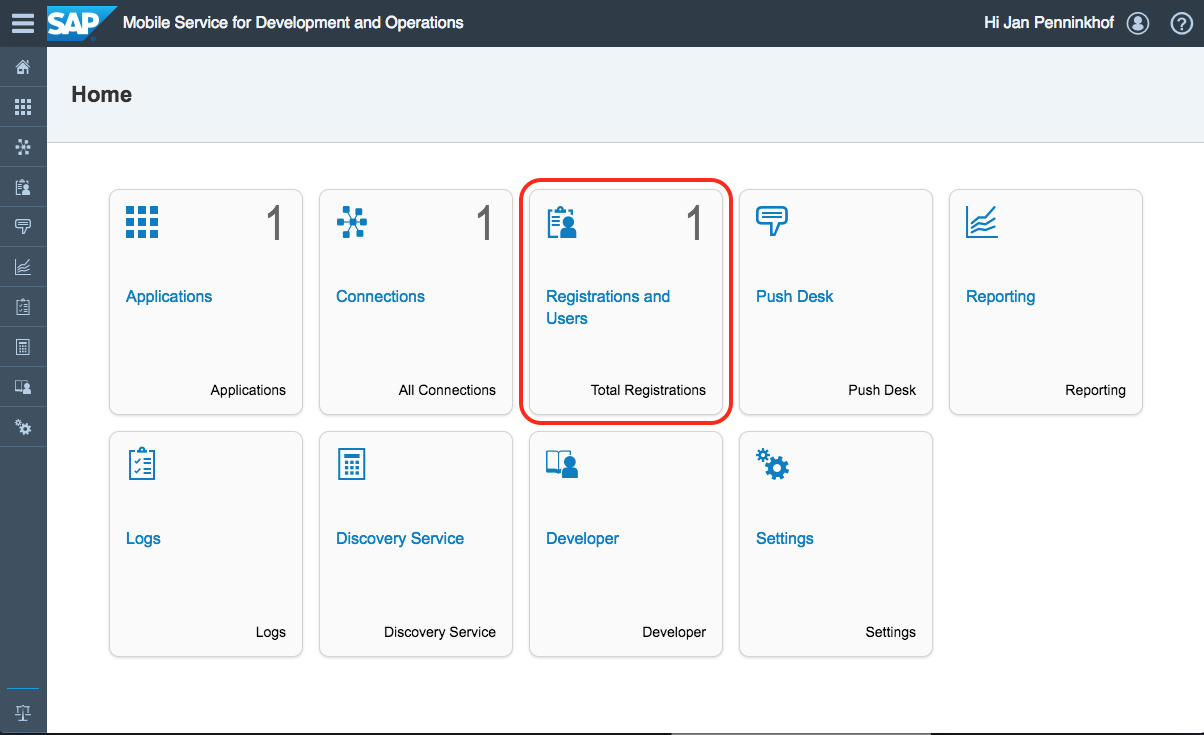 SAP Mobile Service for Development and Operations Hi Jan Penninkhof
Home
1 1 1
Applications Connections Registrations and Push Desk Reporting
Users
Applications All Connections Total Registrations Push Desk Reporting
Logs Discovery Service Developer Settings
Logs Discovery Service Developer Settings